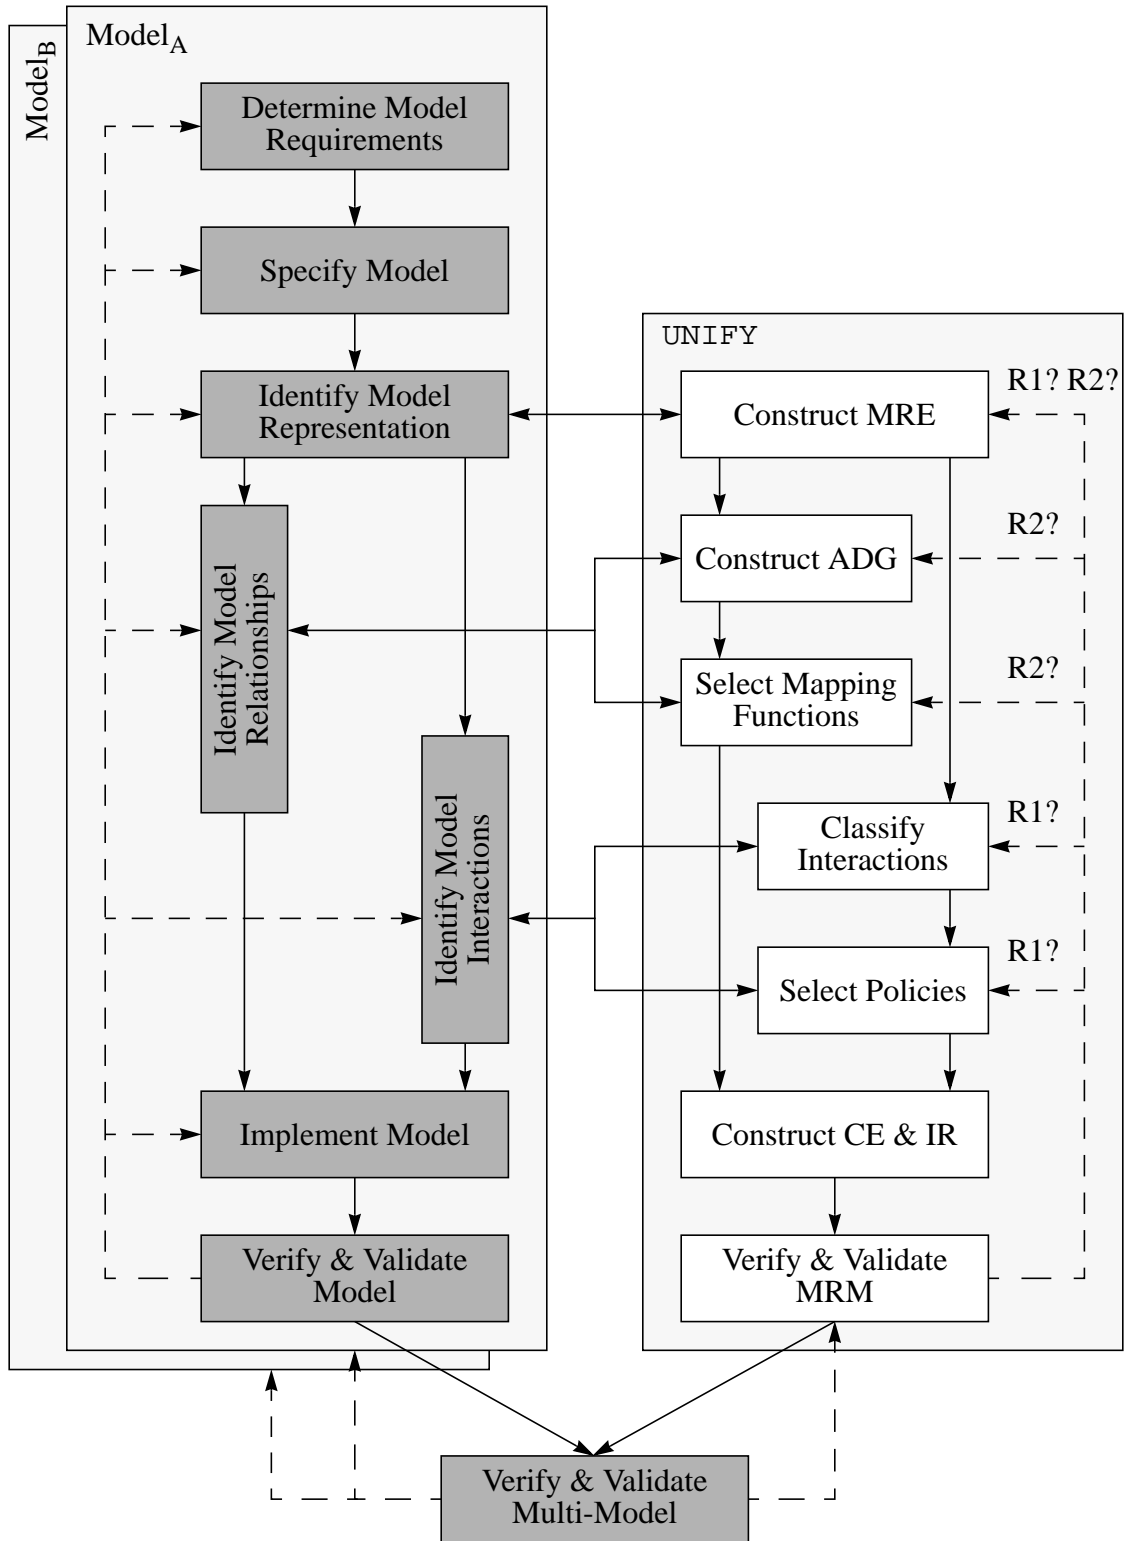 Model_A
Model_B
Determine Model
Requirements
Specify Model
Identify Model
Representation
Identify Model
Relationships
Identify Model
Interactions
Implement Model
Verify & Validate
Model
UNIFY
Construct MRE
R1? R2?
Construct ADG
R2?
Select Mapping
Functions
R2?
Classify
Interactions
R1?
Select Policies
R1?
Construct CE & IR
Verify & Validate
MRM
Verify & Validate
Multi-Model